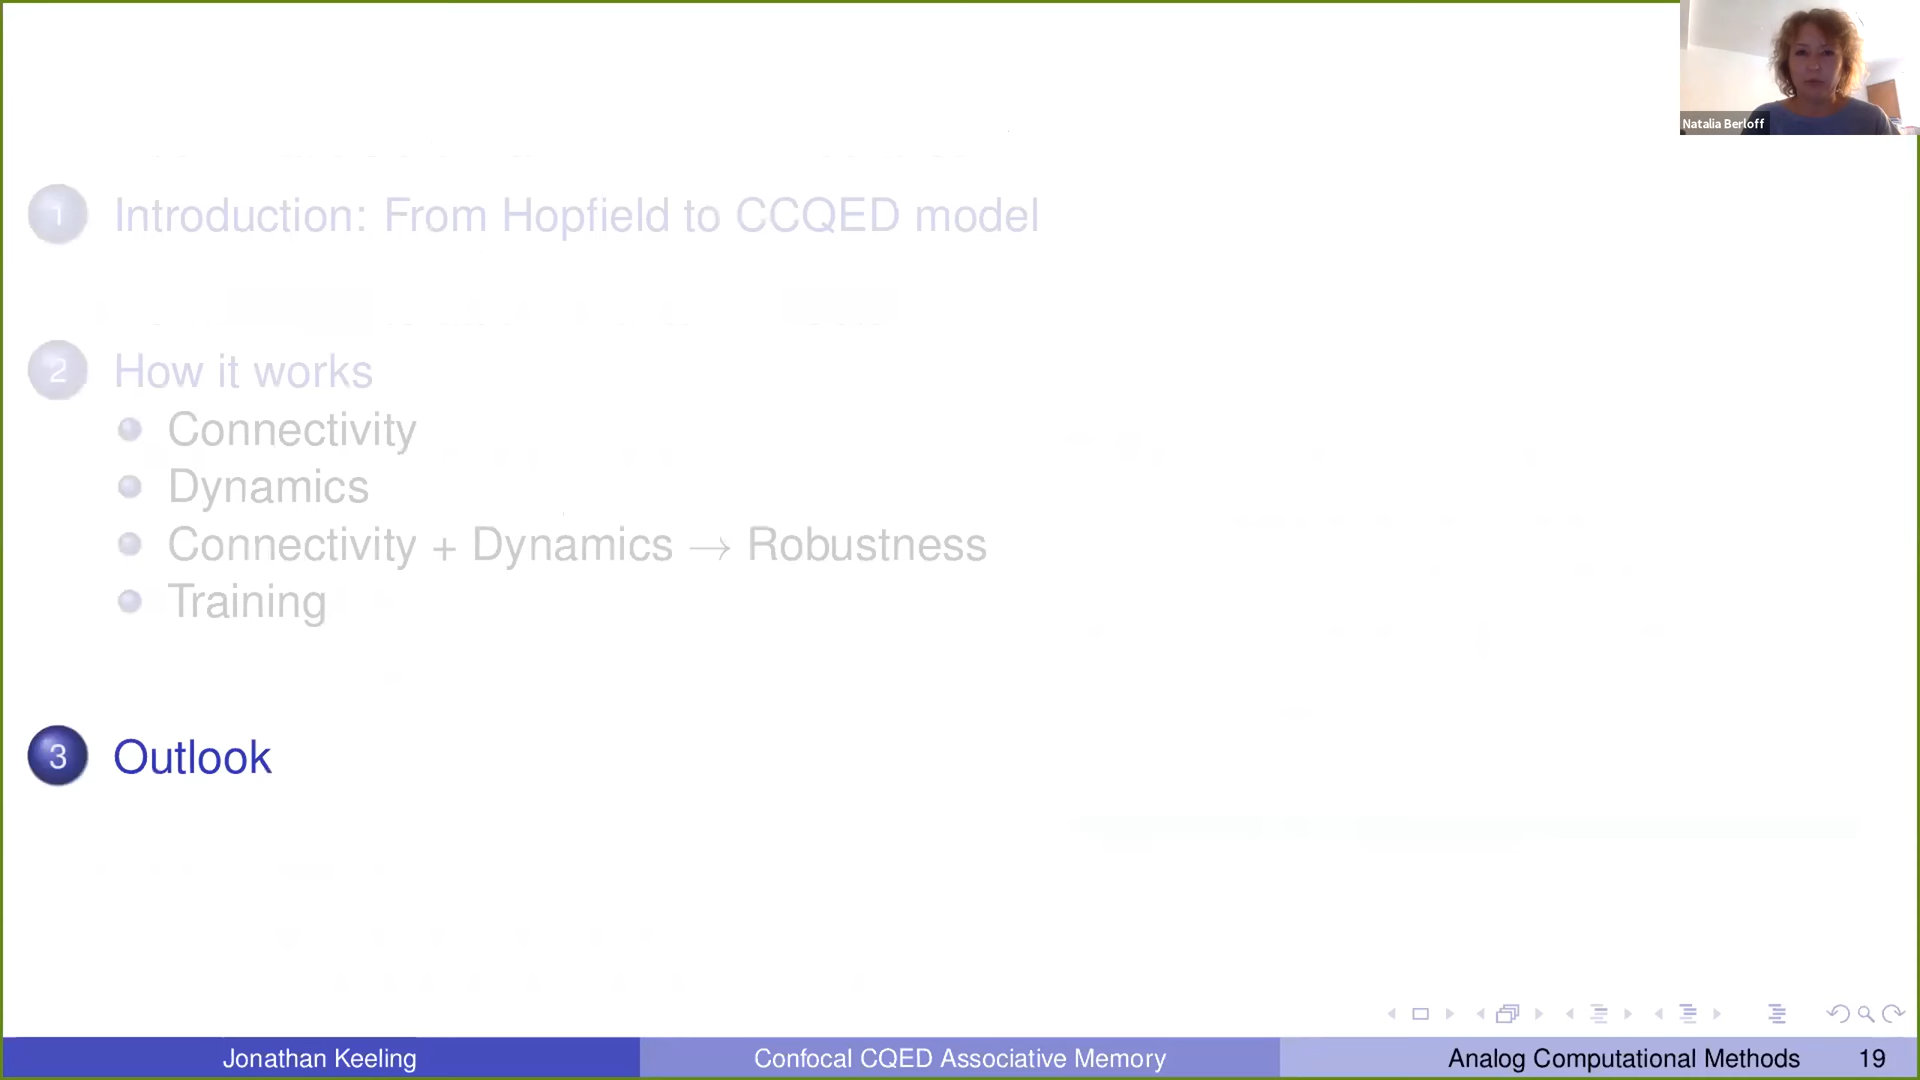 Natalia Berloff
1 Introduction: From Hopfield to CCQED model
2 How it works
Connectivity
Dynamics
Connectivity + Dynamics → Robustness
Training
3 Outlook
Jonathan Keeling
Confocal CQED Associative Memory
Analog Computational Methods
19